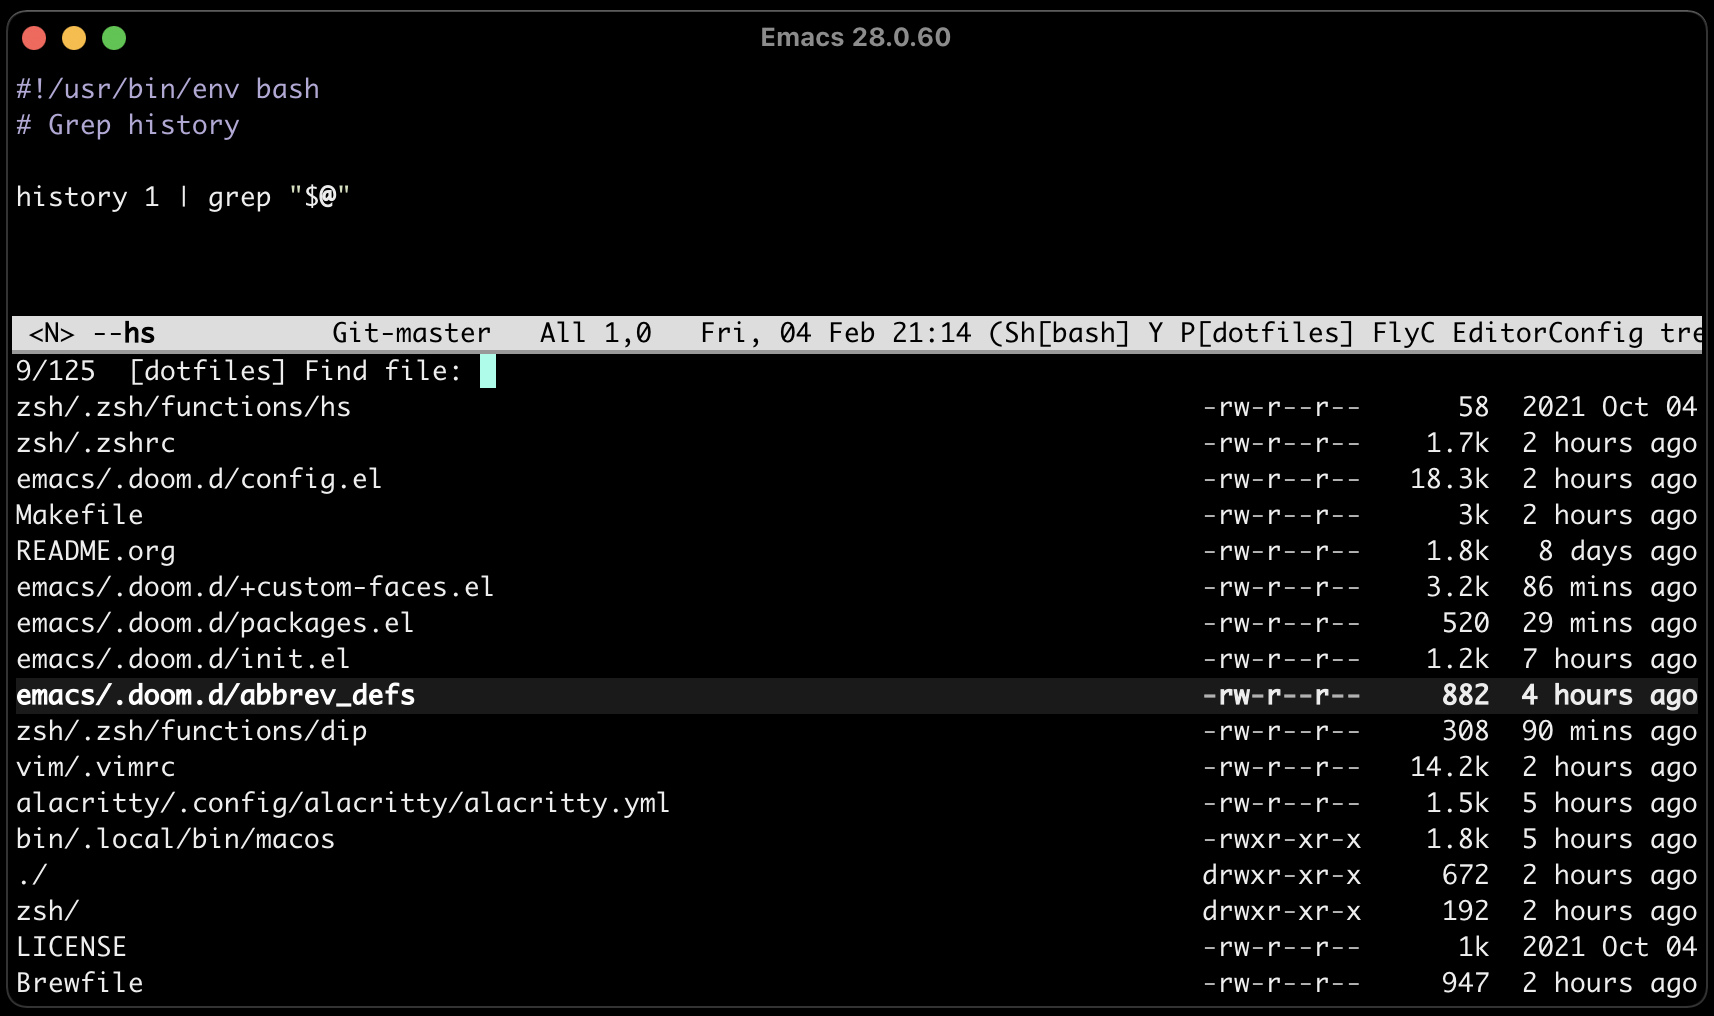 Emacs 28.0.60
#!/usr/bin/env bash
# Grep history
history 1 | grep "$@"
<N> --hs Git-master All 1,0 Fri, 04 Feb 21:14 (Sh[bash] Y P[dotfiles] FlyC EditorConfig tre
9/125 [dotfiles] Find file:
zsh/.zsh/functions/hs -rw-r--r-- 58 2021 Oct 04
zsh/.zshrc -rw-r--r-- 1.7k 2 hours ago
emacs/.doom.d/config.el -rw-r--r-- 18.3k 2 hours ago
Makefile -rw-r--r-- 3k 2 hours ago
README.org -rw-r--r-- 1.8k 8 days ago
emacs/.doom.d/+custom-faces.el -rw-r--r-- 3.2k 86 mins ago
emacs/.doom.d/packages.el -rw-r--r-- 520 29 mins ago
emacs/.doom.d/init.el -rw-r--r-- 1.2k 7 hours ago
emacs/.doom.d/abbrev_defs -rw-r--r-- 882 4 hours ago
zsh/.zsh/functions/dip -rw-r--r-- 308 90 mins ago
vim/.vimrc -rw-r--r-- 14.2k 2 hours ago
alacritty/.config/alacritty/alacritty.yml -rw-r--r-- 1.5k 5 hours ago
bin/.local/bin/macos -rwxr-xr-x 1.8k 5 hours ago
./ drwxr-xr-x 672 2 hours ago
zsh/ drwxr-xr-x 192 2 hours ago
LICENSE -rw-r--r-- 1k 2021 Oct 04
Brewfile -rw-r--r-- 947 2 hours ago